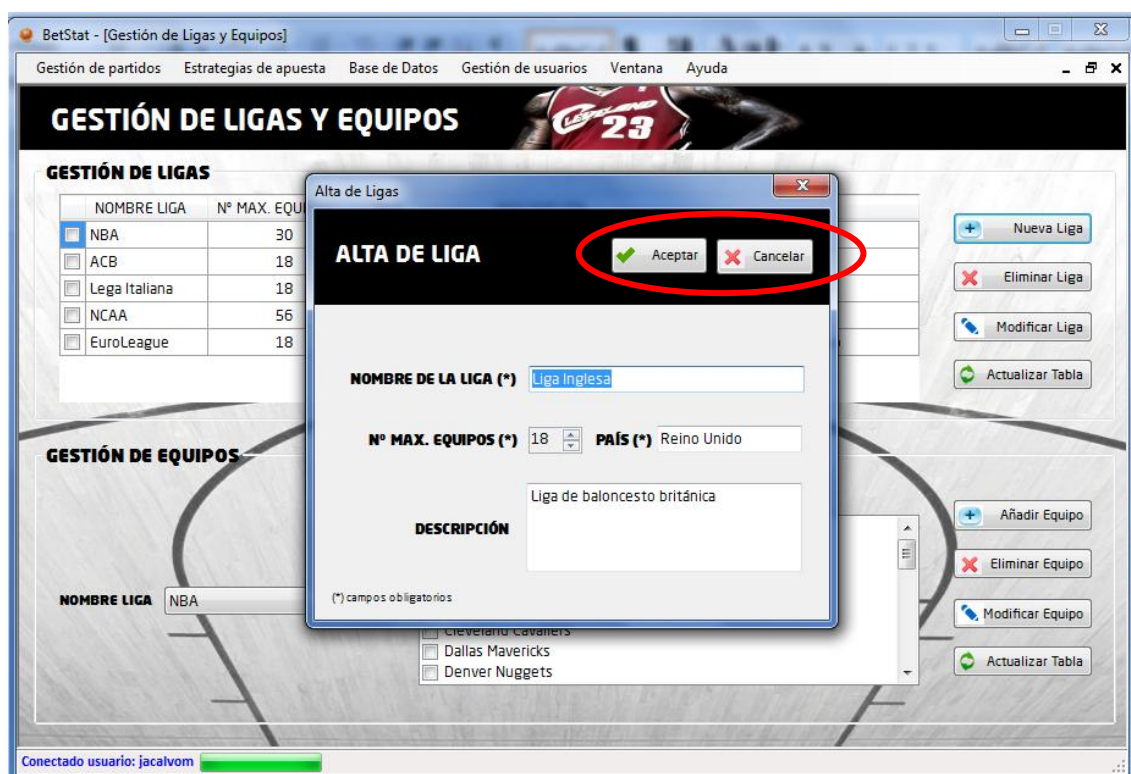 BetStat - [Gestión de Ligas y Equipos]
Gestión de partidos Estrategias de apuesta Base de Datos Gestión de usuarios Ventana Ayuda
GESTIÓN DE LIGAS Y EQUIPOS
CLEVELAND
23
GESTIÓN DE LIGAS
NOMBRE LIGA Nº MAX. EQUI
NBA 30
ACB 18
Lega Italiana 18
NCAA 56
EuroLeague 18
Nueva Liga
Eliminar Liga
Modificar Liga
Actualizar Tabla
Alta de Ligas
ALTA DE LIGA
Aceptar Cancelar
NOMBRE DE LA LIGA (*) Liga Inglesa
Nº MAX. EQUIPOS (*) 18 PAÍS (*) Reino Unido
DESCRIPCIÓN Liga de baloncesto británica
(*) campos obligatorios
GESTIÓN DE EQUIPOS
NOMBRE LIGA NBA
Cleveland Cavaliers
Dallas Mavericks
Denver Nuggets
Añadir Equipo
Eliminar Equipo
Modificar Equipo
Actualizar Tabla
Conectado usuario: jacalvom